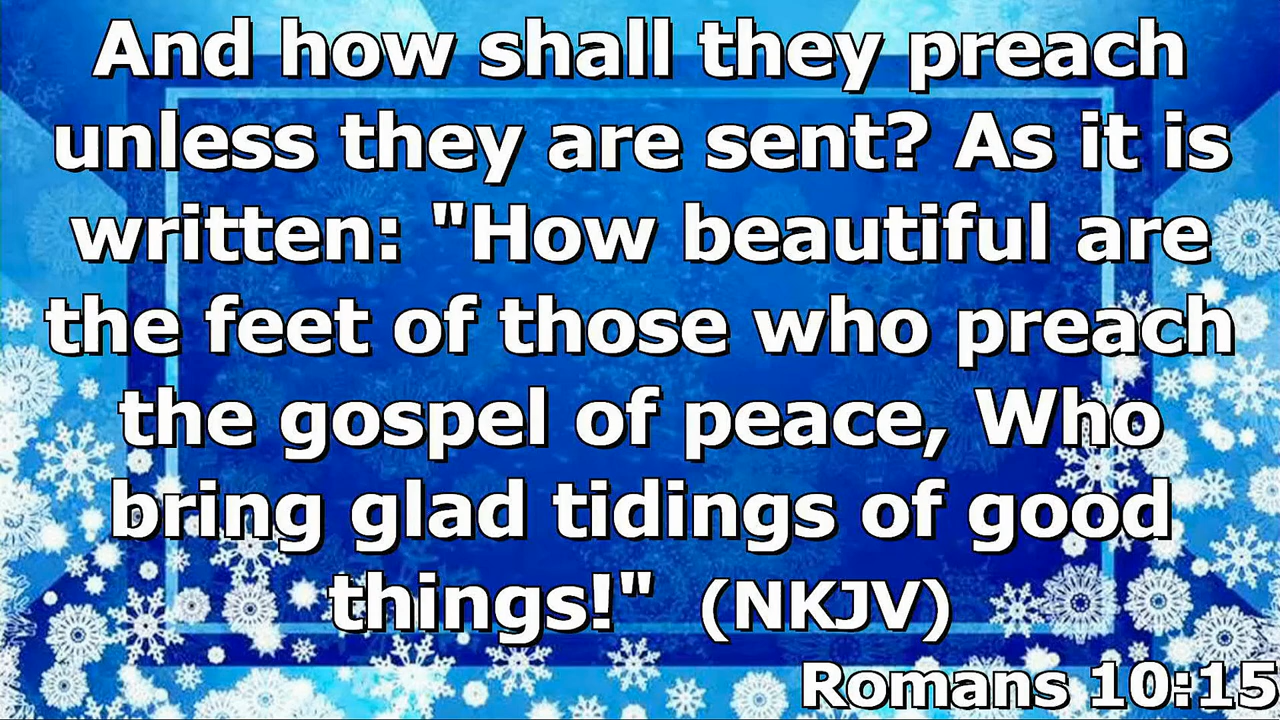 And how shall they preach
unless they are sent? As it is
written: "How beautiful are
the feet of those who preach
the gospel of peace, Who
bring glad tidings of good
things!" (NKJV)
Romans 10:15